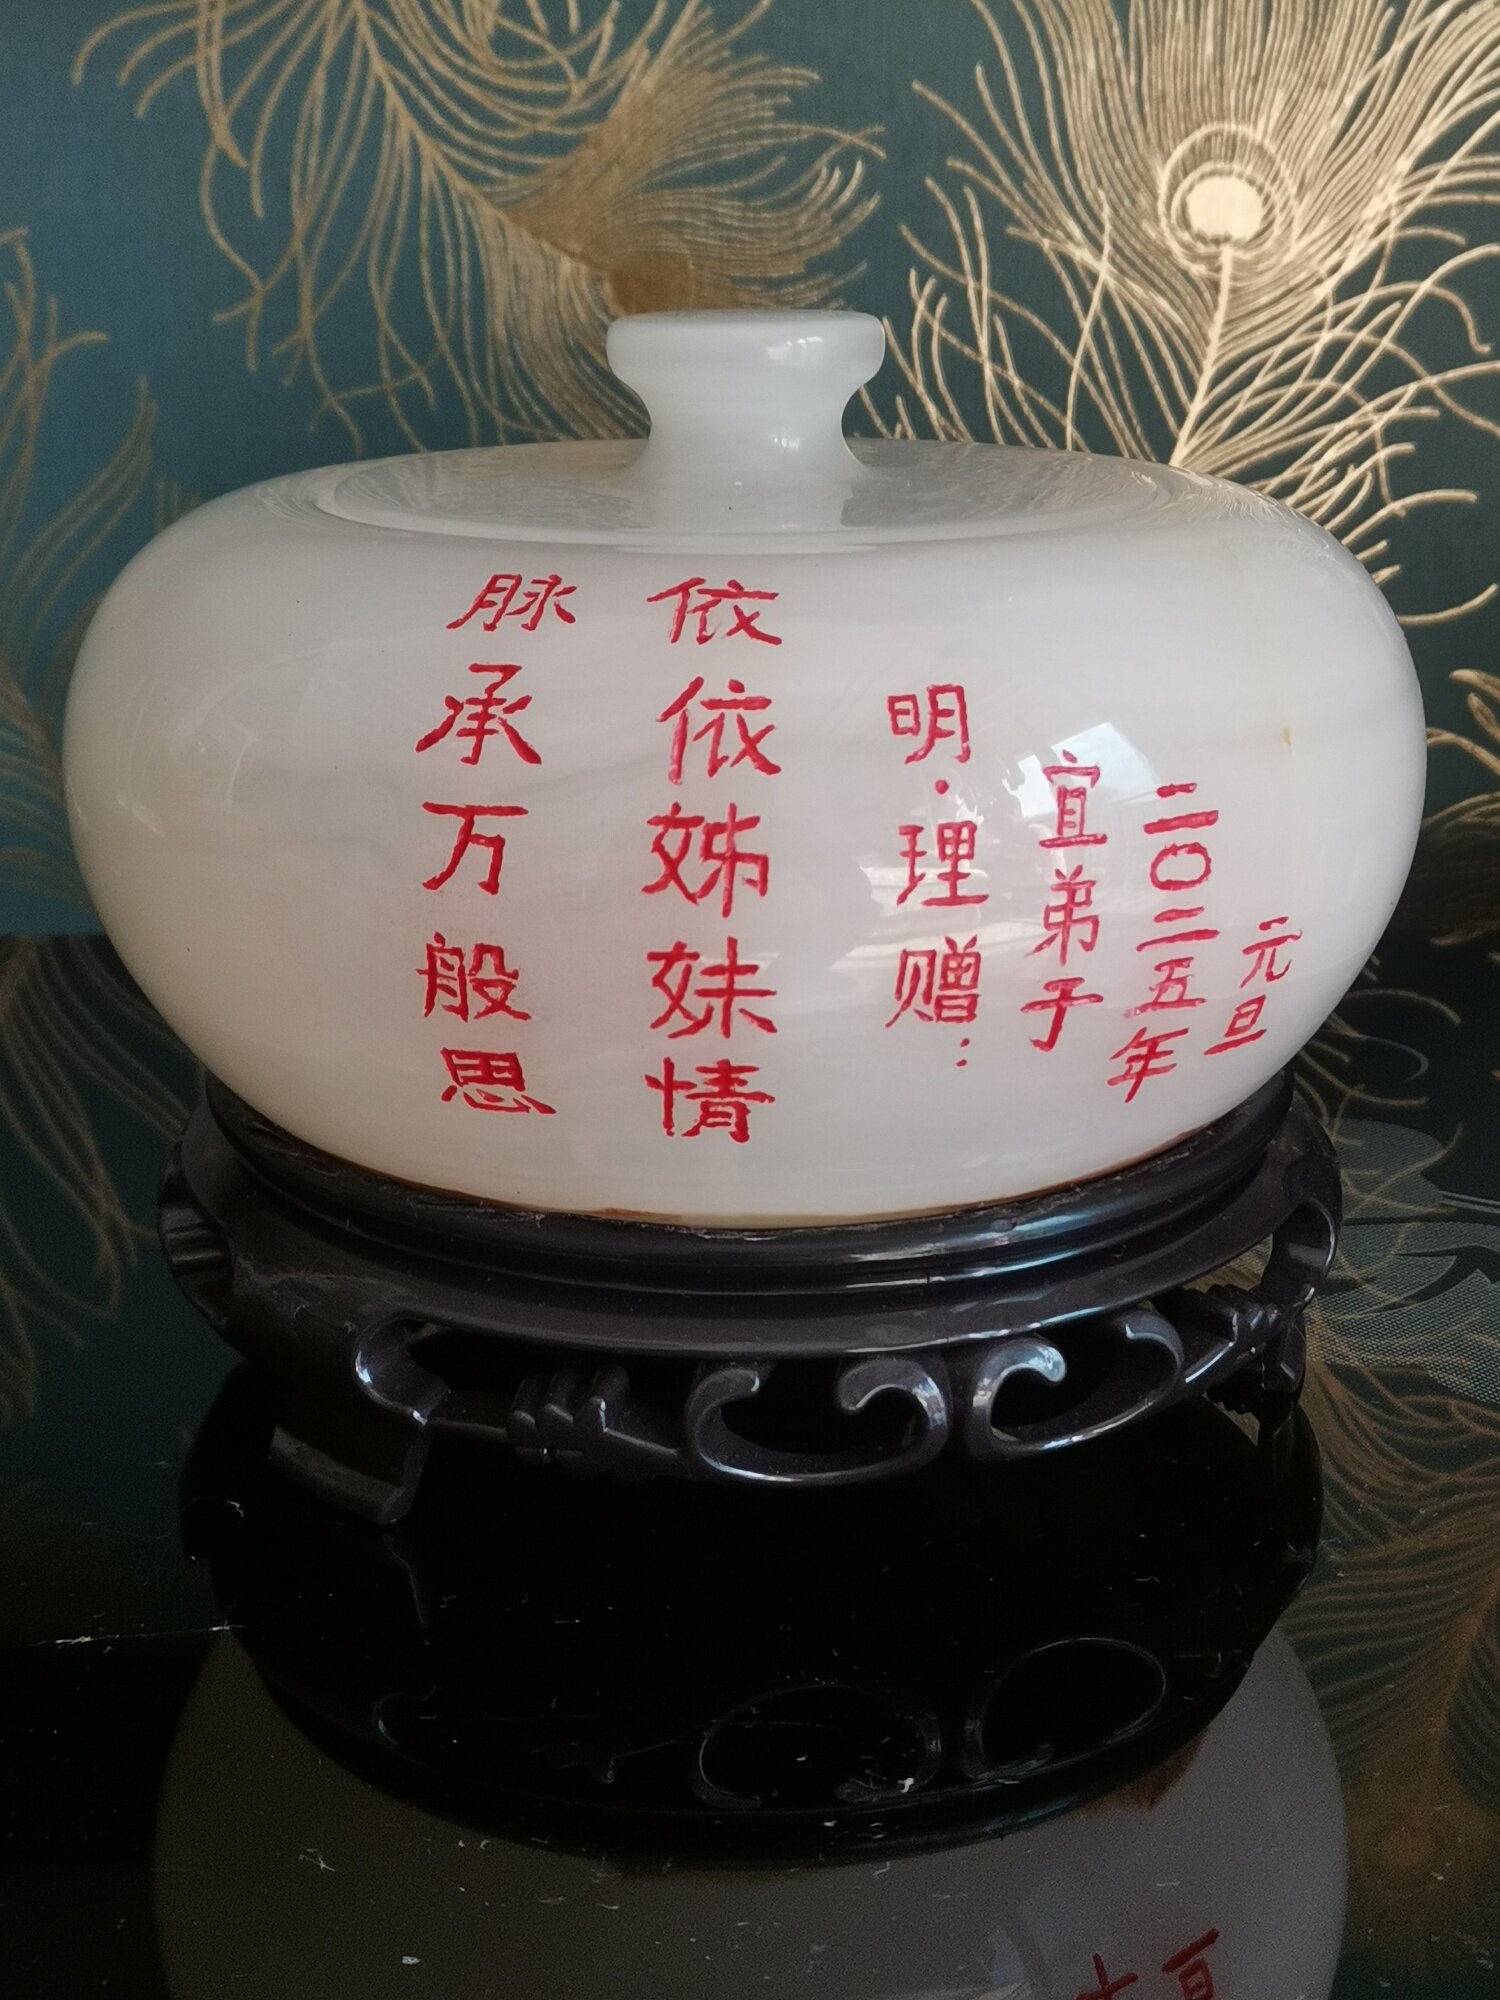 脉承万般思
依依姊妹情
明·理赠:
宜弟子
二〇二五年
元旦